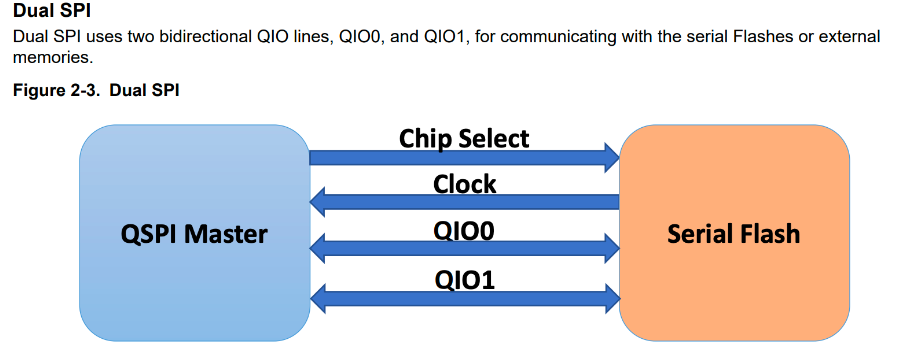 Dual SPI
Dual SPI uses two bidirectional QIO lines, QIO0, and QIO1, for communicating with the serial Flashes or external
memories.
Figure 2-3. Dual SPI
Chip Select
Clock
QSPI Master
QIO0
Serial Flash
QIO1